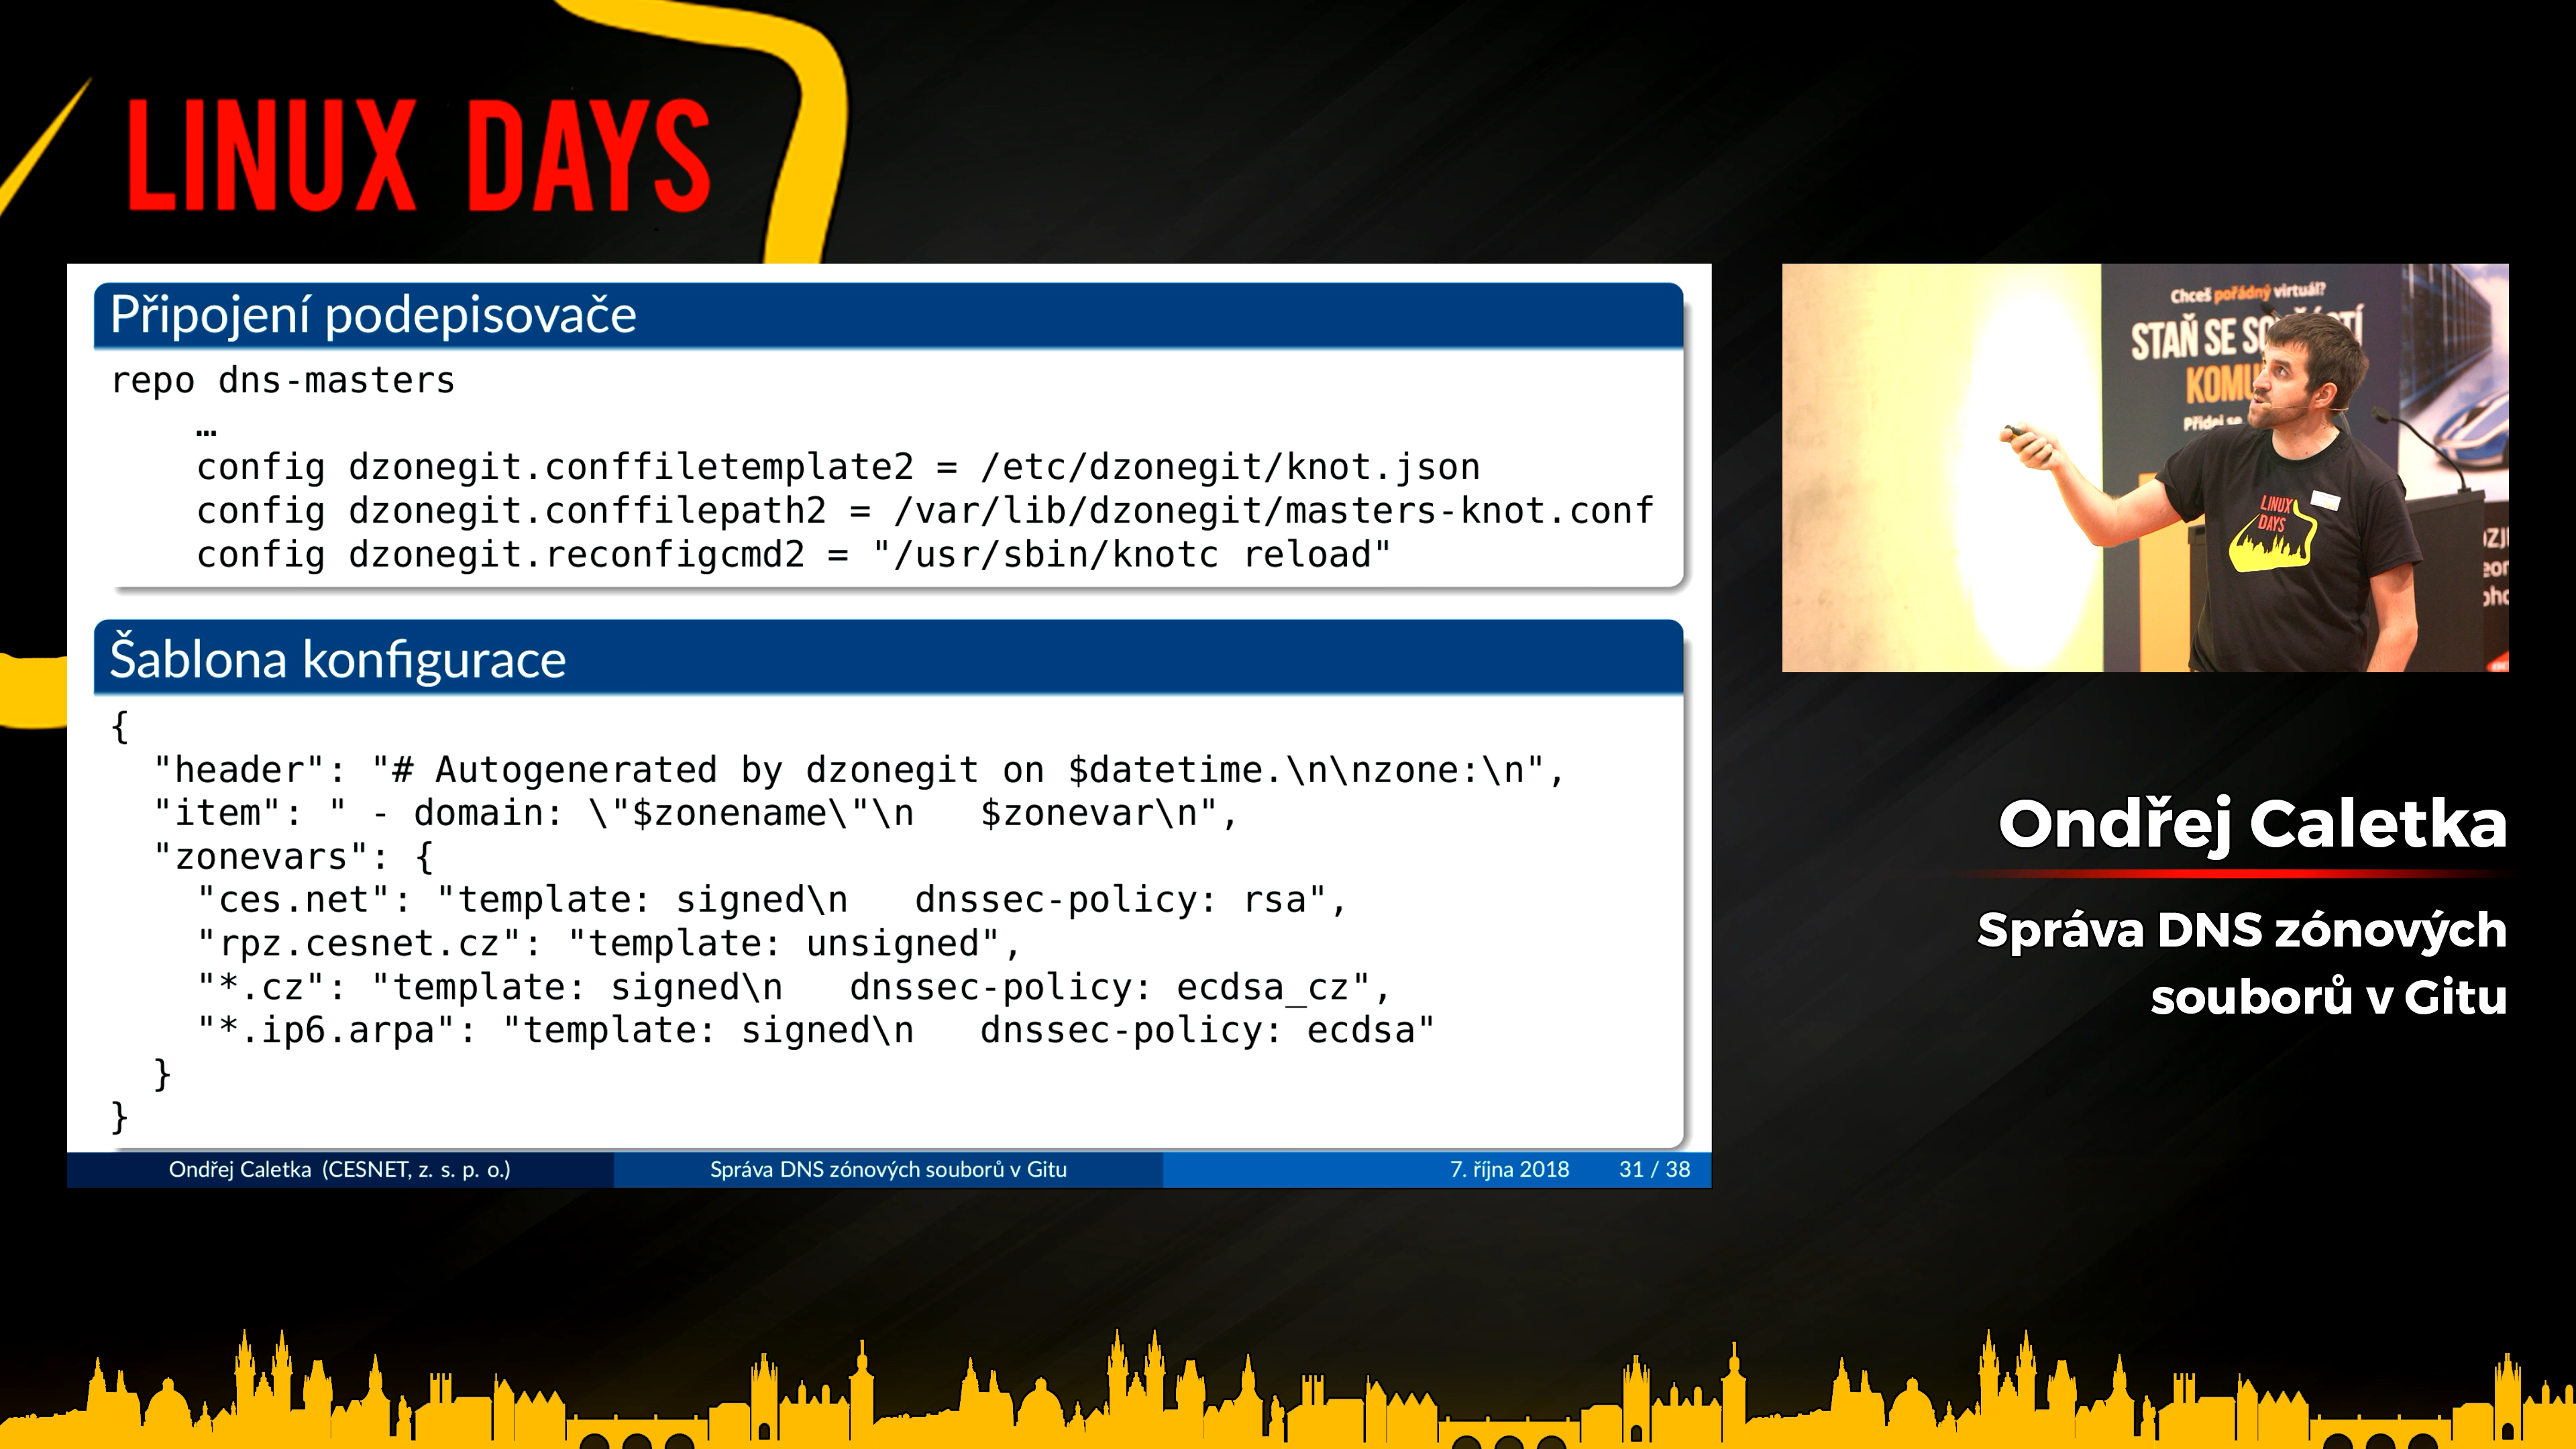 LINUX DAYS
Připojení podepisovače
repo dns-masters
    …
    config dzonegit.conffiletemplate2 = /etc/dzonegit/knot.json
    config dzonegit.conffilepath2 = /var/lib/dzonegit/masters-knot.conf
    config dzonegit.reconfigcmd2 = "/usr/sbin/knotc reload"
Šablona konfigurace
{
  "header": "# Autogenerated by dzonegit on $datetime.\n\nzone:\n",
  "item": " - domain: \"$zonename\"\n   $zonevar\n",
  "zonevars": {
    "ces.net": "template: signed\n   dnssec-policy: rsa",
    "rpz.cesnet.cz": "template: unsigned",
    "*.cz": "template: signed\n   dnssec-policy: ecdsa_cz",
    "*.ip6.arpa": "template: signed\n   dnssec-policy: ecdsa"
  }
}
Ondřej Caletka (CESNET, z. s. p. o.) Správa DNS zónových souborů v Gitu 7. října 2018 31 / 38
Chceš pořádný virtuál?
STAŇ SE
Přidej se
LINUX
DAYS
Ondřej Caletka
Správa DNS zónových
souborů v Gitu